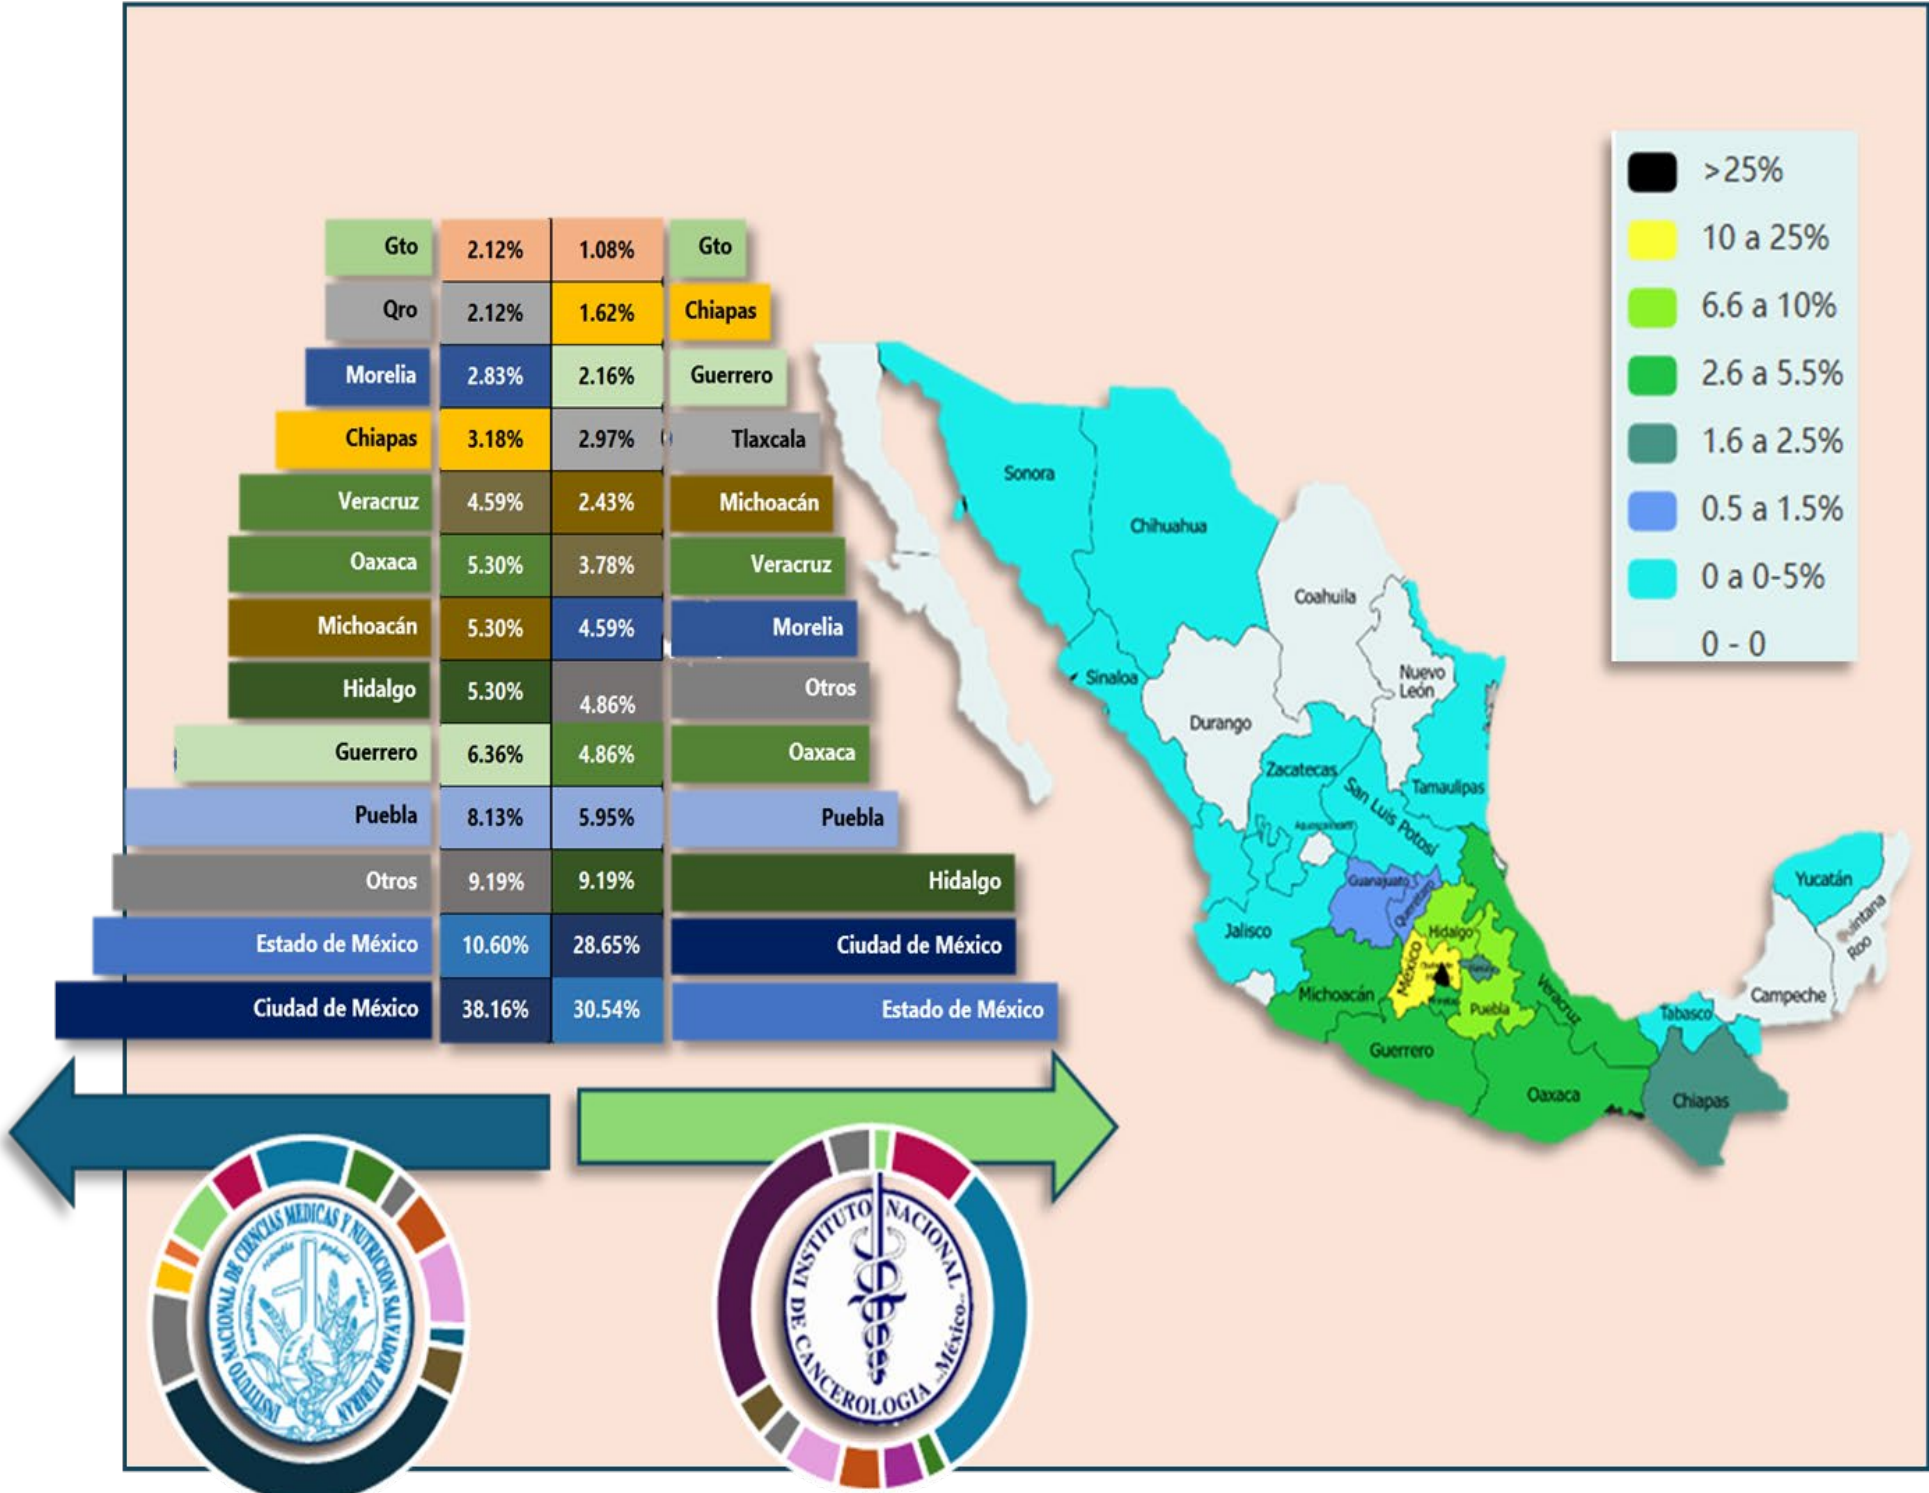 Gto 2.12% 1.08% Gto
Qro 2.12% 1.62% Chiapas
Morelia 2.83% 2.16% Guerrero
Chiapas 3.18% 2.97% Tlaxcala
Veracruz 4.59% 2.43% Michoacán
Oaxaca 5.30% 3.78% Veracruz
Michoacán 5.30% 4.59% Morelia
Hidalgo 5.30% 4.86% Otros
Guerrero 6.36% 4.86% Oaxaca
Puebla 8.13% 5.95% Puebla
Otros 9.19% 9.19% Hidalgo
Estado de México 10.60% 28.65% Ciudad de México
Ciudad de México 38.16% 30.54% Estado de México
INSTITUTO NACIONAL DE CIENCIAS MEDICAS Y NUTRICION SALVADOR ZUBIRAN
INSTITUTO NACIONAL
DE CANCEROLOGIA
México
>25%
10 a 25%
6.6 a 10%
2.6 a 5.5%
1.6 a 2.5%
0.5 a 1.5%
0 a 0-5%
0 - 0
Sonora
Chihuahua
Coahuila
Nuevo
León
Sinaloa
Durango
Zacatecas
San Luis Potosí
Tamaulipas
Guanajuato
Querétaro
Hidalgo
Jalisco
México
Michoacán
Puebla
Veracruz
Guerrero
Oaxaca
Tabasco
Chiapas
Campeche
Yucatán
Quintana
Roo